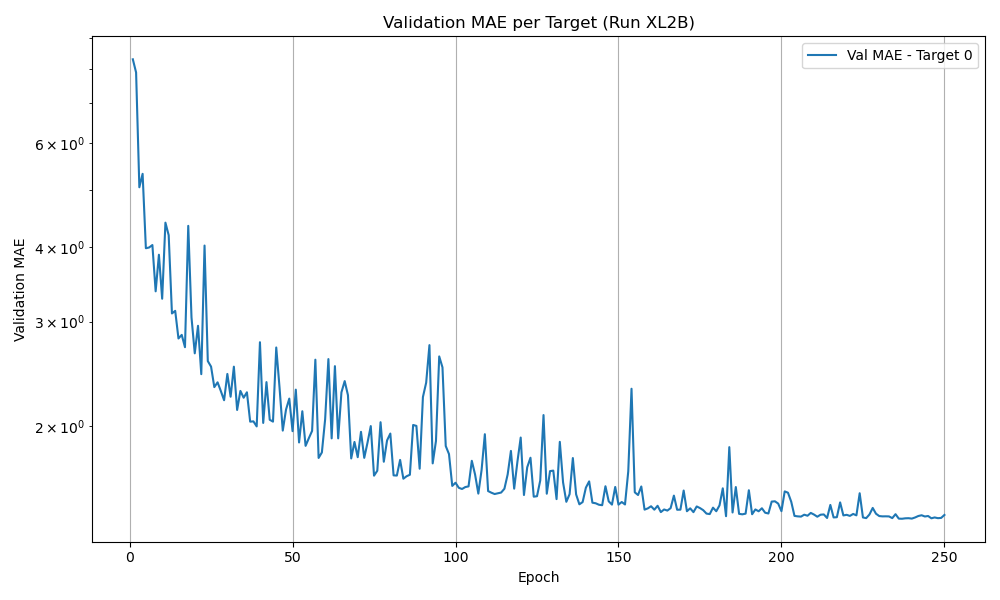 Validation MAE per Target (Run XL2B)
Val MAE - Target 0
6 × 10⁰
4 × 10⁰
3 × 10⁰
2 × 10⁰
Validation MAE
0 50 100 150 200 250
Epoch